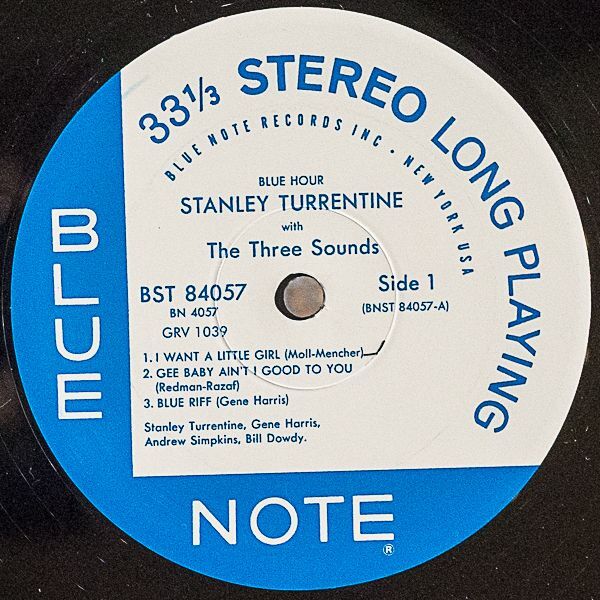 33⅓ STEREO LONG PLAYING
BLUE NOTE RECORDS INC • NEW YORK USA
BLUE HOUR
STANLEY TURRENTINE
with
The Three Sounds
BST 84057
BN 4057
GRV 1039
Side 1
(BNST 84057-A)
1. I WANT A LITTLE GIRL (Moll-Mencher)
2. GEE BABY AIN'T I GOOD TO YOU
(Redman-Razaf)
3. BLUE RIFF (Gene Harris)
Stanley Turrentine, Gene Harris,
Andrew Simpkins, Bill Dowdy.
BLUE
NOTE
®